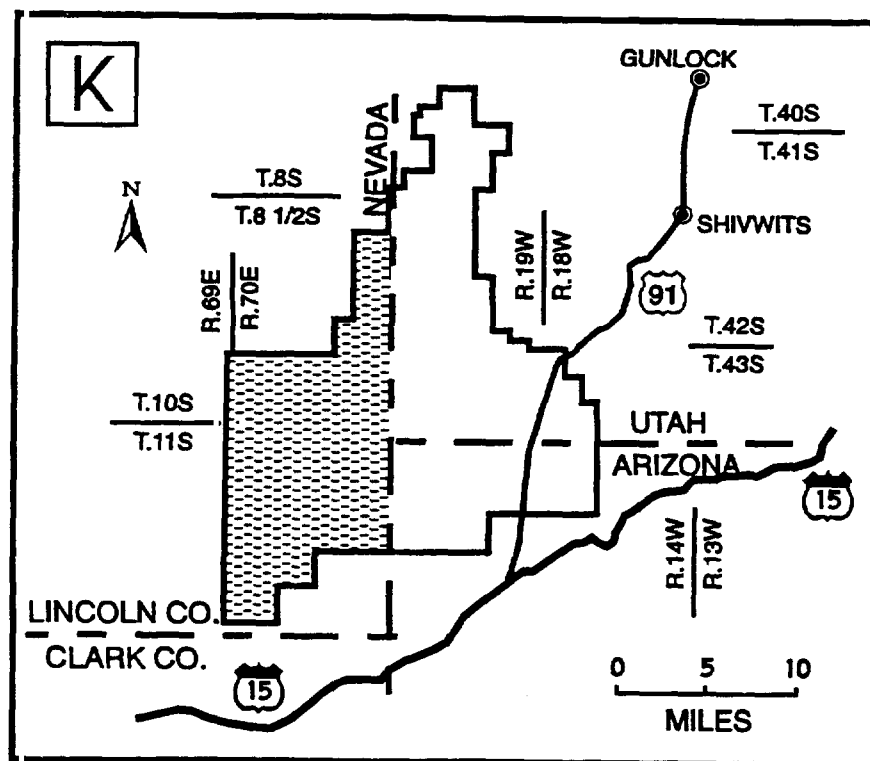 K
GUNLOCK
T.40S
T.41S
NEVADA
T.8S
T.8 1/2S
N
SHIVWITS
R.19W
R.18W
R.69E
R.70E
91
T.42S
T.43S
T.10S
T.11S
UTAH
ARIZONA
15
R.14W
R.13W
LINCOLN CO.
CLARK CO.
15
0 5 10
MILES